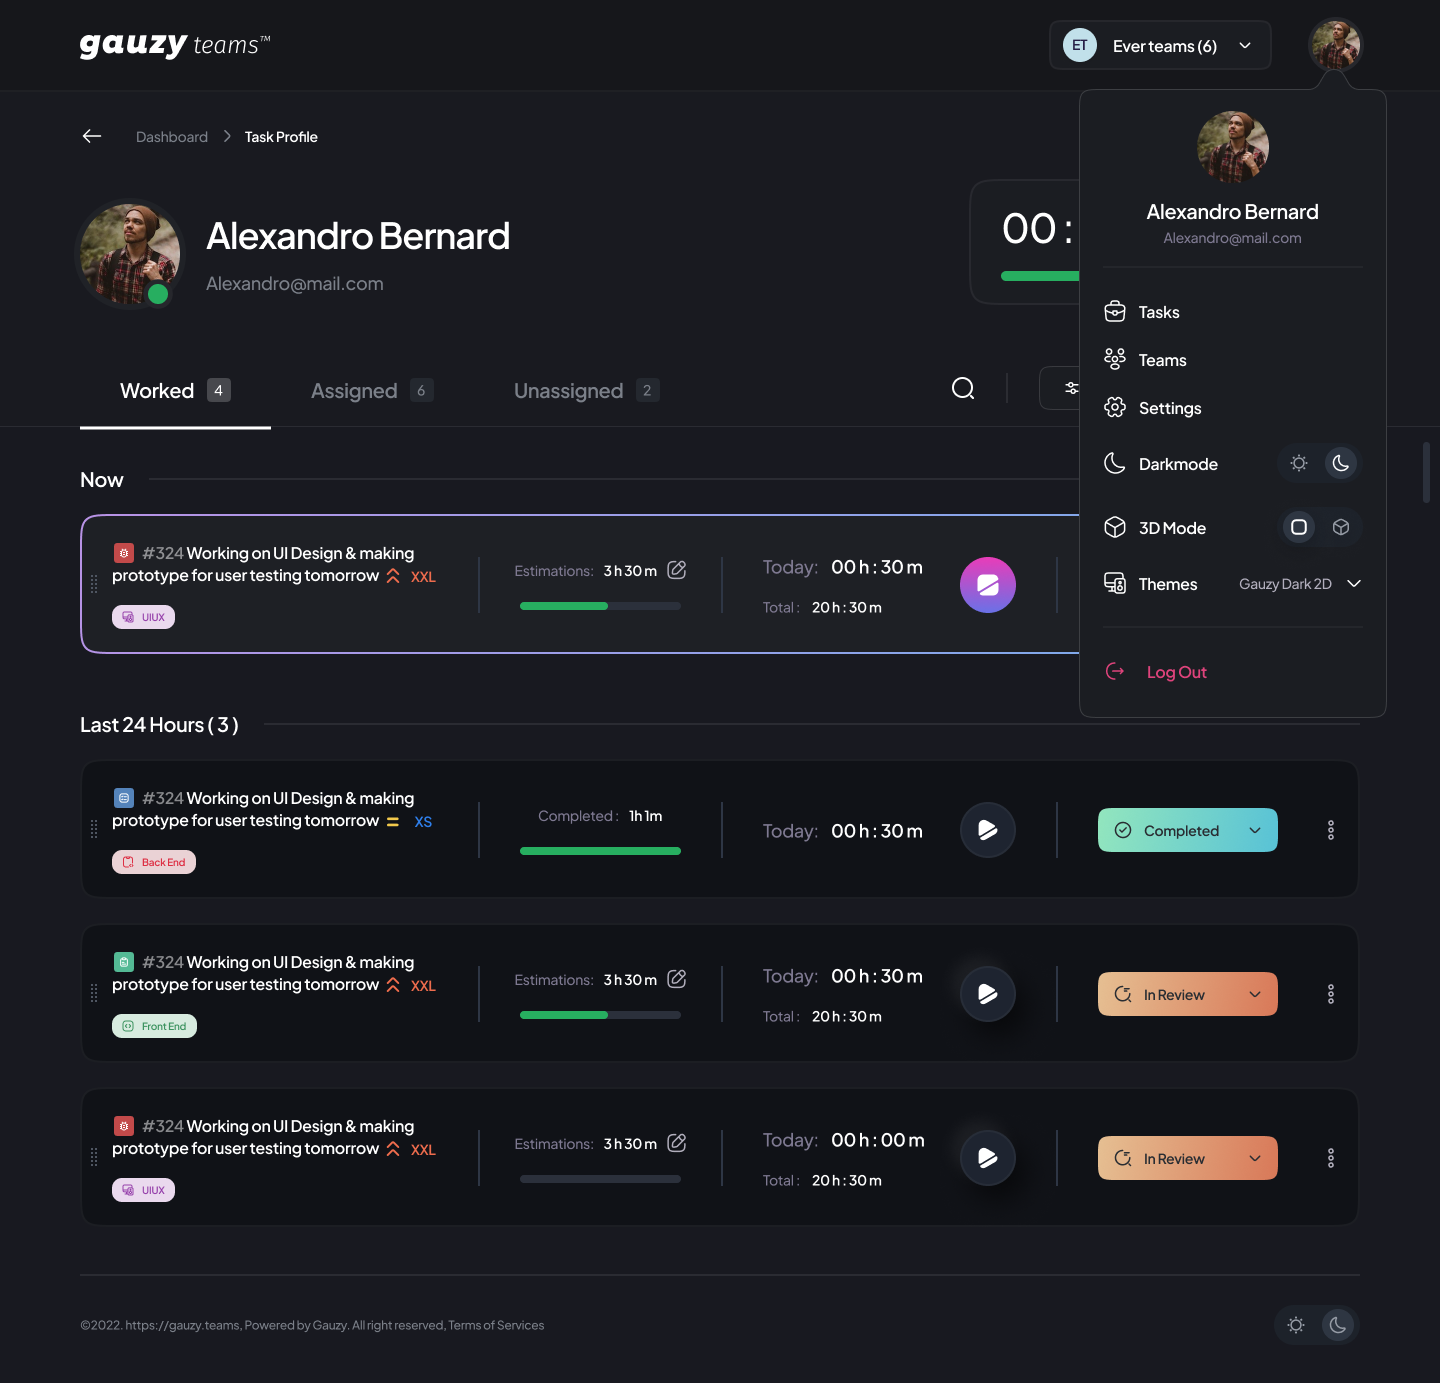 gauzy teams™
ET Ever teams (6)
Dashboard Task Profile
Alexandro Bernard
Alexandro@mail.com
00 :
Alexandro Bernard
Alexandro@mail.com
Tasks
Teams
Settings
Darkmode
3D Mode
Themes Gauzy Dark 2D
Log Out
Worked 4 Assigned 6 Unassigned 2
Now
#324 Working on UI Design & making
prototype for user testing tomorrow XXL
UIUX
Estimations: 3 h 30 m
Today: 00 h : 30 m
Total : 20 h : 30 m
Last 24 Hours ( 3 )
#324 Working on UI Design & making
prototype for user testing tomorrow XS
Back End
Completed : 1h 1m
Today: 00 h : 30 m
Completed
#324 Working on UI Design & making
prototype for user testing tomorrow XXL
Front End
Estimations: 3 h 30 m
Today: 00 h : 30 m
Total : 20 h : 30 m
In Review
#324 Working on UI Design & making
prototype for user testing tomorrow XXL
UIUX
Estimations: 3 h 30 m
Today: 00 h : 00 m
Total : 20 h : 30 m
In Review
©2022. https://gauzy.teams, Powered by Gauzy. All right reserved, Terms of Services